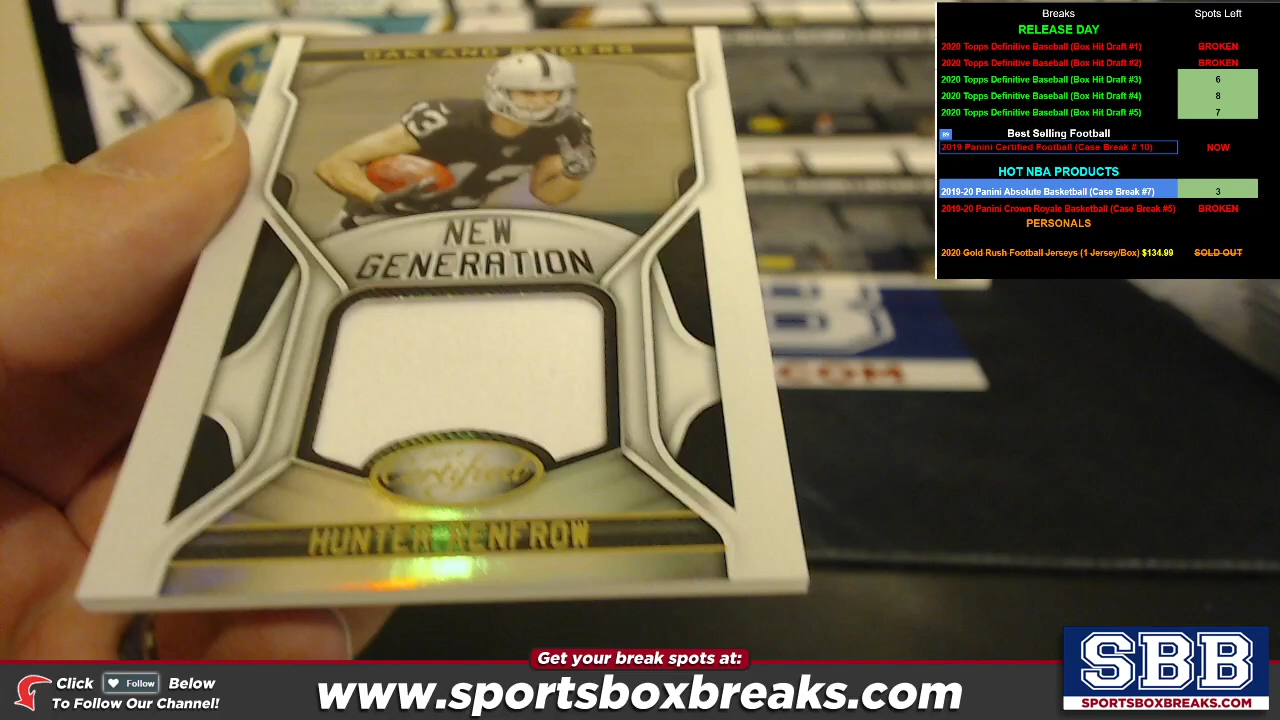 OAKLAND RAIDERS
13
NEW
GENERATION
Certified
HUNTER RENFROW
COM
Breaks Spots Left
RELEASE DAY
2020 Topps Definitive Baseball (Box Hit Draft #1) BROKEN
2020 Topps Definitive Baseball (Box Hit Draft #2) BROKEN
2020 Topps Definitive Baseball (Box Hit Draft #3) 6
2020 Topps Definitive Baseball (Box Hit Draft #4) 8
2020 Topps Definitive Baseball (Box Hit Draft #5) 7
Best Selling Football
2019 Panini Certified Football (Case Break # 10) NOW
HOT NBA PRODUCTS
2019-20 Panini Absolute Basketball (Case Break #7) 3
2019-20 Panini Crown Royale Basketball (Case Break #5) BROKEN
PERSONALS
2020 Gold Rush Football Jerseys (1 Jersey/Box) $134.99 SOLD OUT
Get your break spots at:
Click Follow Below
To Follow Our Channel!
www.sportsboxbreaks.com
SBB
SPORTSBOXBREAKS.COM